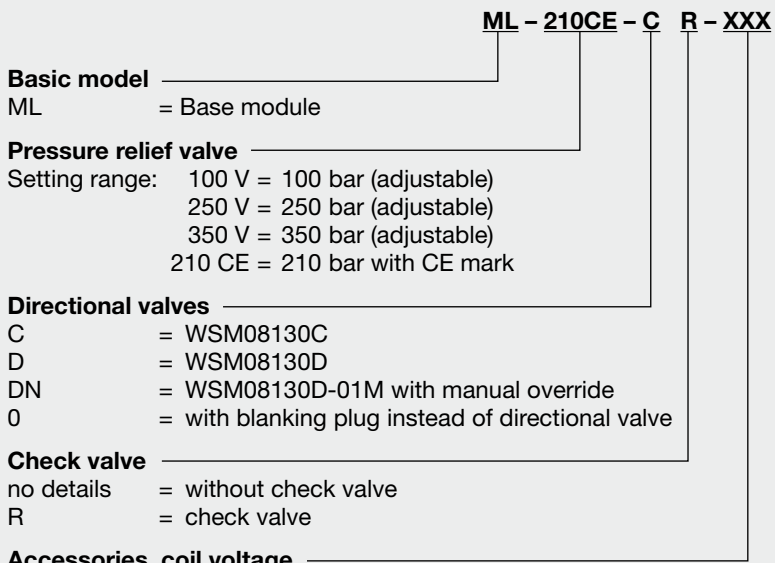 ML – 210CE – C R – XXX
Basic model
ML = Base module
Pressure relief valve
Setting range: 100 V = 100 bar (adjustable)
250 V = 250 bar (adjustable)
350 V = 350 bar (adjustable)
210 CE = 210 bar with CE mark
Directional valves
C = WSM08130C
D = WSM08130D
DN = WSM08130D-01M with manual override
0 = with blanking plug instead of directional valve
Check valve
no details = without check valve
R = check valve
Accessories, coil voltage